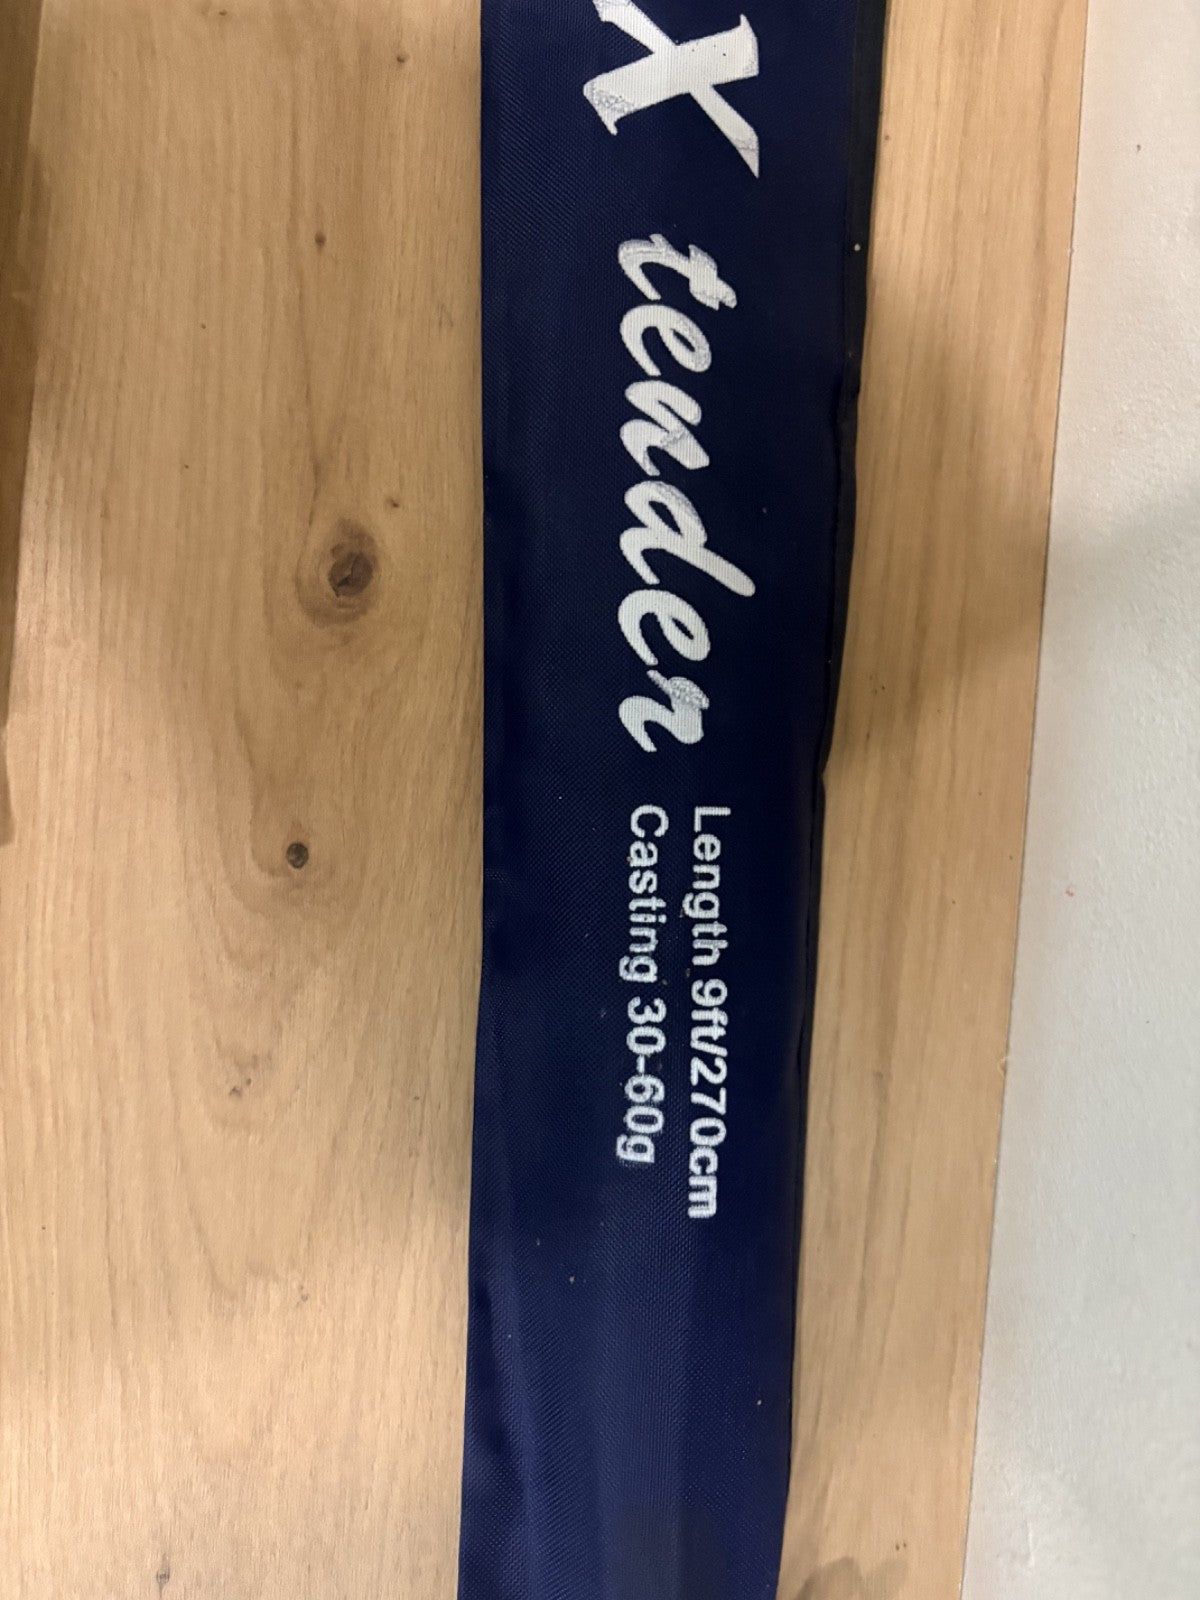 X tender
Length 9ft/270cm
Casting 30-60g